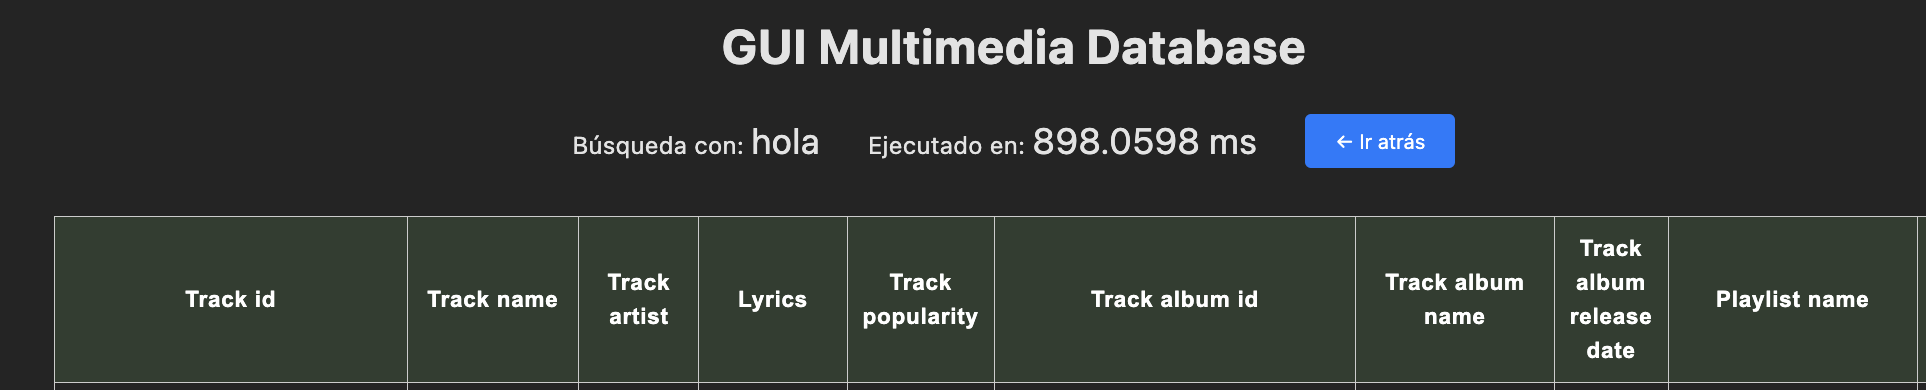 GUI Multimedia Database
Búsqueda con: hola Ejecutado en: 898.0598 ms ← Ir atrás
Track id
Track name
Track
artist
Lyrics
Track
popularity
Track album id
Track album
name
Track
album
release
date
Playlist name